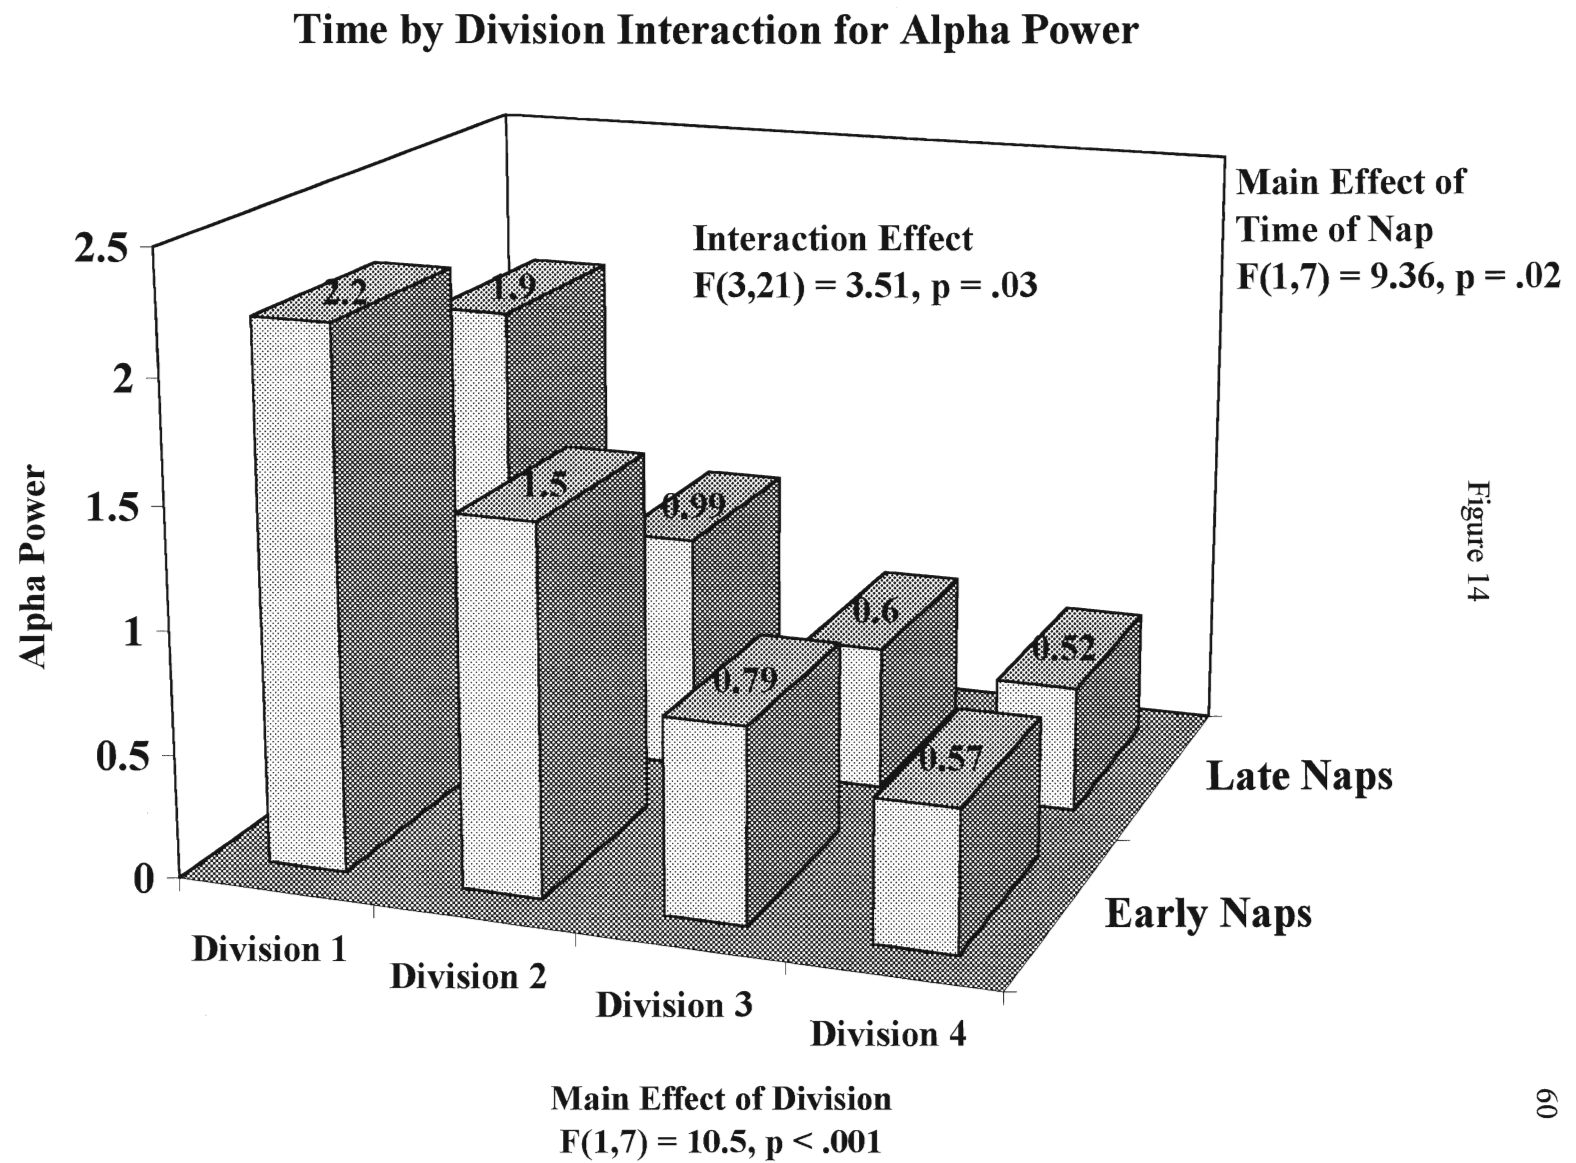 Time by Division Interaction for Alpha Power
Main Effect of
Time of Nap
F(1,7) = 9.36, p = .02
Interaction Effect
F(3,21) = 3.51, p = .03
2.5
2
1.5
1
0.5
0
Alpha Power
2.2
1.9
1.5
0.99
0.6
0.52
0.79
0.57
Late Naps
Early Naps
Division 1
Division 2
Division 3
Division 4
Main Effect of Division
F(1,7) = 10.5, p < .001
Figure 14
60